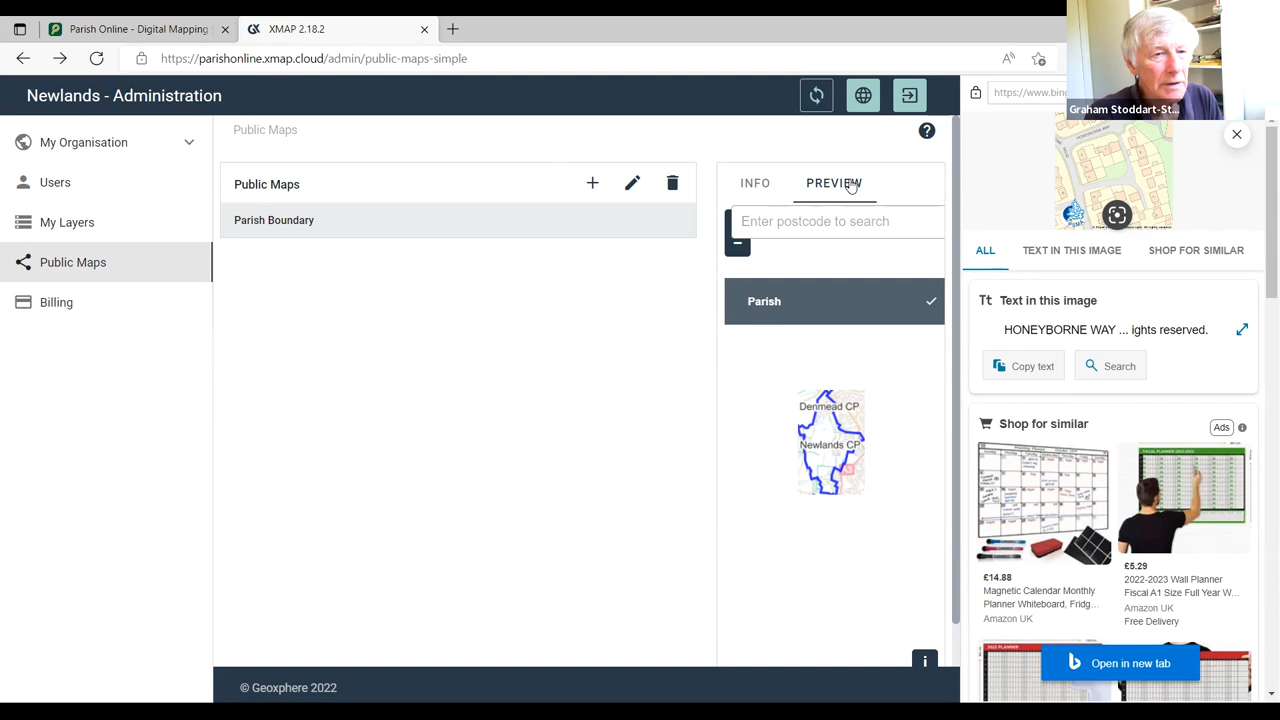 Parish Online - Digital Mapping
XMAP 2.18.2
https://parishonline.xmap.cloud/admin/public-maps-simple
https://www.bin
Graham Stoddart-St...
Newlands - Administration
My Organisation
Users
My Layers
Public Maps
Billing
Public Maps
Public Maps
Parish Boundary
INFO
PREVIEW
Enter postcode to search
Parish
Denmead CP
Newlands CP
i
© Geoxphere 2022
ALL
TEXT IN THIS IMAGE
SHOP FOR SIMILAR
Tt Text in this image
HONEYBORNE WAY ... ights reserved.
Copy text
Search
Shop for similar
Ads
£14.88
Magnetic Calendar Monthly
Planner Whiteboard, Fridg...
Amazon UK
£5.29
2022-2023 Wall Planner
Fiscal A1 Size Full Year W...
Amazon UK
Free Delivery
Open in new tab